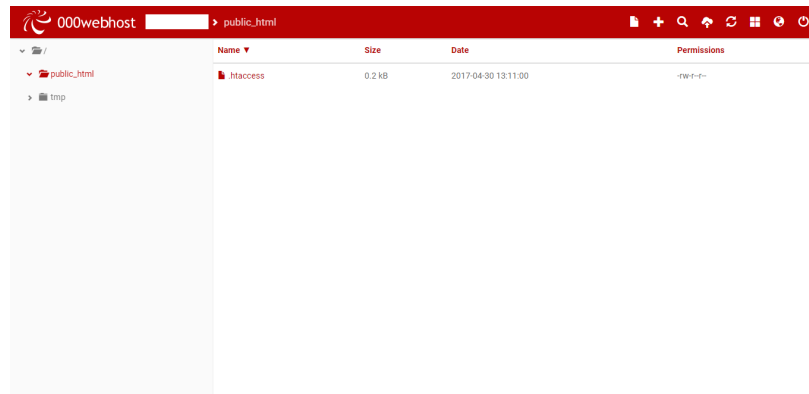 000webhost public_html
/
public_html
tmp
Name Size Date Permissions
.htaccess 0.2 kB 2017-04-30 13:11:00 -rw-r--r--